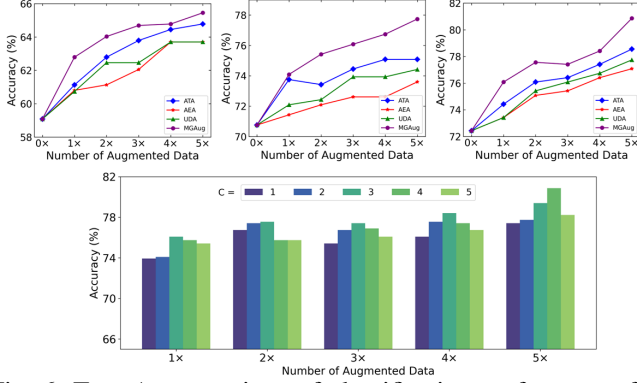 66
64
62
60
58
Accuracy (%)
0× 1× 2× 3× 4× 5×
Number of Augmented Data
ATA
AEA
UDA
MGAug
78
76
74
72
70
Accuracy (%)
0× 1× 2× 3× 4× 5×
Number of Augmented Data
ATA
AEA
UDA
MGAug
82
80
78
76
74
72
Accuracy (%)
0× 1× 2× 3× 4× 5×
Number of Augmented Data
ATA
AEA
UDA
MGAug
82
78
74
70
66
Accuracy (%)
C = 1 2 3 4 5
1× 2× 3× 4× 5×
Number of Augmented Data